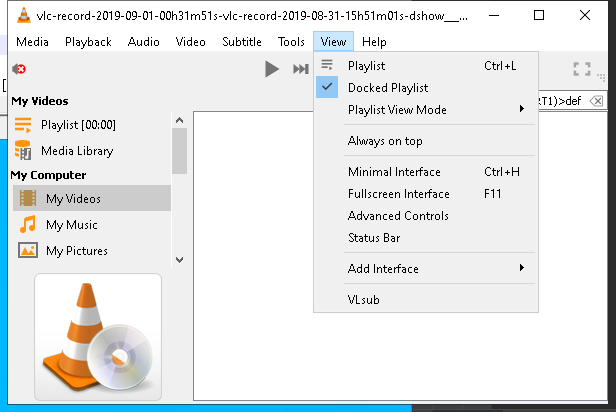 vlc-record-2019-09-01-00h31m51s-vlc-record-2019-08-31-15h51m01s-dshow__...
Media Playback Audio Video Subtitle Tools View Help
Playlist Ctrl+L
Docked Playlist
Playlist View Mode
RT1)>def
Always on top
Minimal Interface Ctrl+H
Fullscreen Interface F11
Advanced Controls
Status Bar
Add Interface
VLsub
My Videos
Playlist [00:00]
Media Library
My Computer
My Videos
My Music
My Pictures